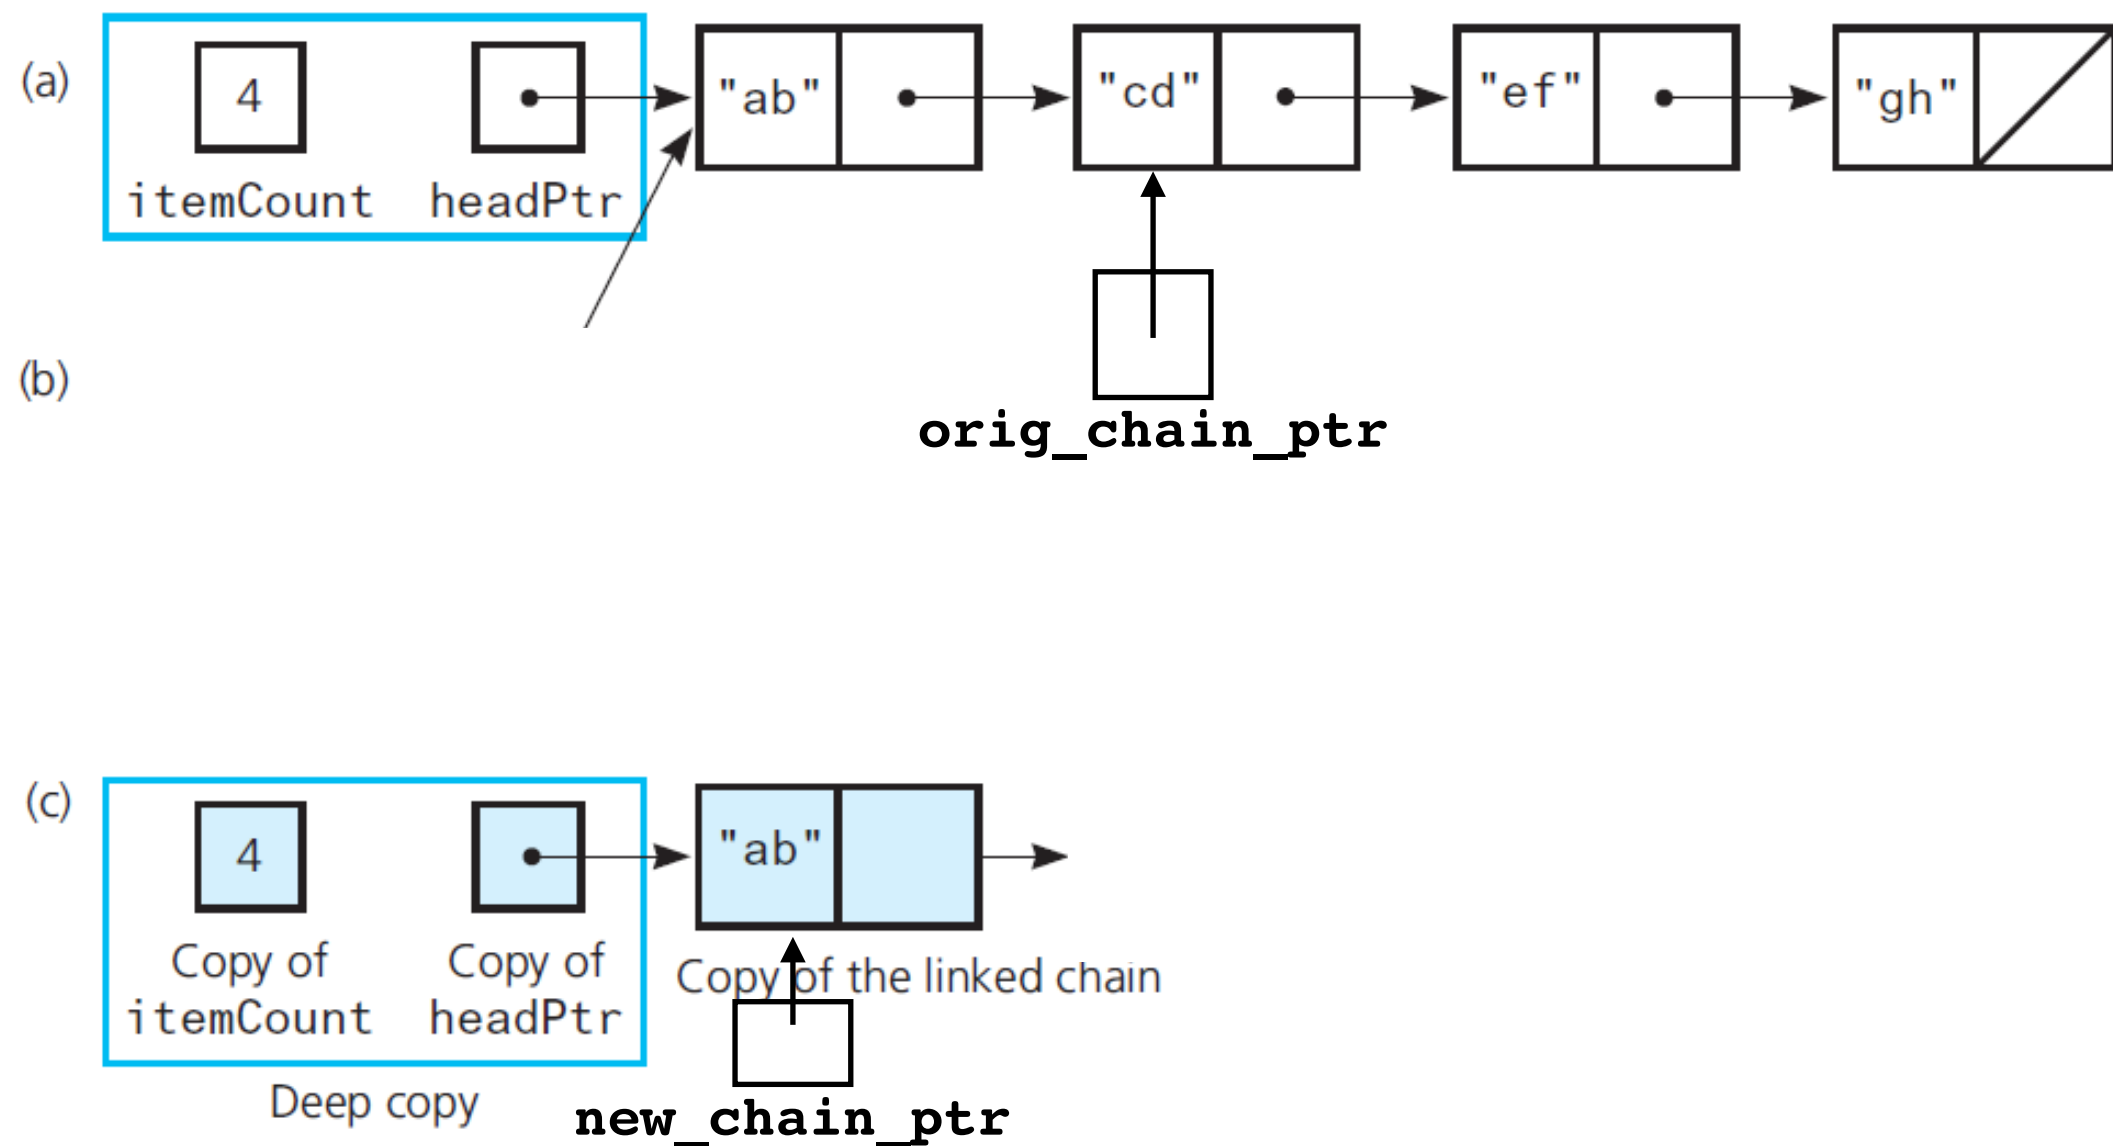 (a)
4
"ab"
"cd"
"ef"
"gh"
itemCount headPtr
(b)
orig_chain_ptr
(c)
4
"ab"
Copy of
itemCount
Copy of
headPtr
Copy of the linked chain
Deep copy
new_chain_ptr